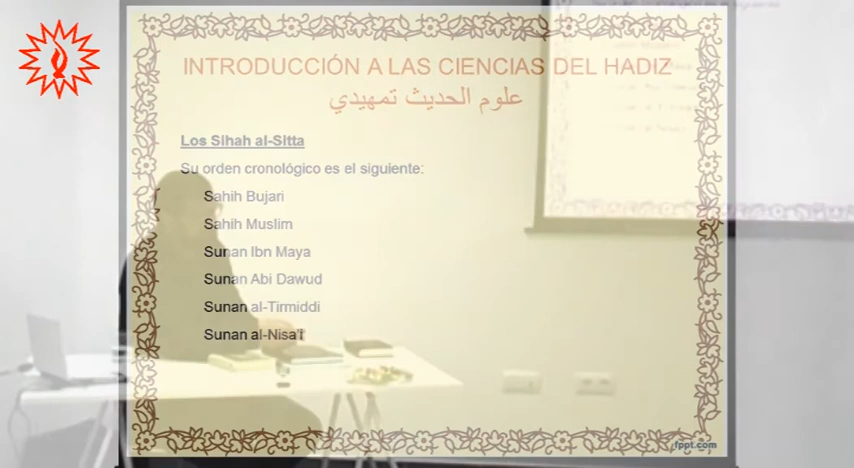 INTRODUCCIÓN A LAS CIENCIAS DEL HADIZ
علوم الحديث تمهيدي
Los Sihah al-Sitta
Su orden cronológico es el siguiente:
Sahih Bujari
Sahih Muslim
Sunan Ibn Maya
Sunan Abi Dawud
Sunan al-Tirmiddi
Sunan al-Nisa'i
fppt.com